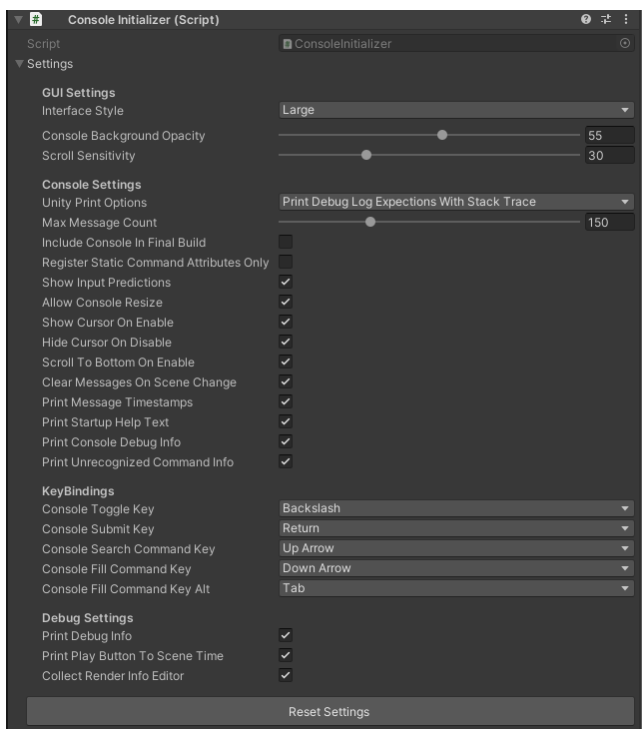 Console Initializer (Script)
Script ConsoleInitializer
Settings
GUI Settings
Interface Style Large
Console Background Opacity 55
Scroll Sensitivity 30
Console Settings
Unity Print Options Print Debug Log Expections With Stack Trace
Max Message Count 150
Include Console In Final Build
Register Static Command Attributes Only
Show Input Predictions
Allow Console Resize
Show Cursor On Enable
Hide Cursor On Disable
Scroll To Bottom On Enable
Clear Messages On Scene Change
Print Message Timestamps
Print Startup Help Text
Print Console Debug Info
Print Unrecognized Command Info
KeyBindings
Console Toggle Key Backslash
Console Submit Key Return
Console Search Command Key Up Arrow
Console Fill Command Key Down Arrow
Console Fill Command Key Alt Tab
Debug Settings
Print Debug Info
Print Play Button To Scene Time
Collect Render Info Editor
Reset Settings